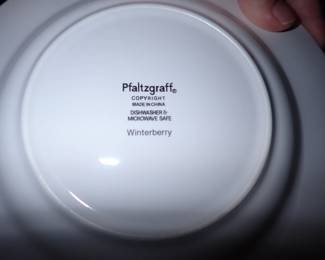 Pfaltzgraff®
COPYRIGHT
MADE IN CHINA
DISHWASHER &
MICROWAVE SAFE
Winterberry